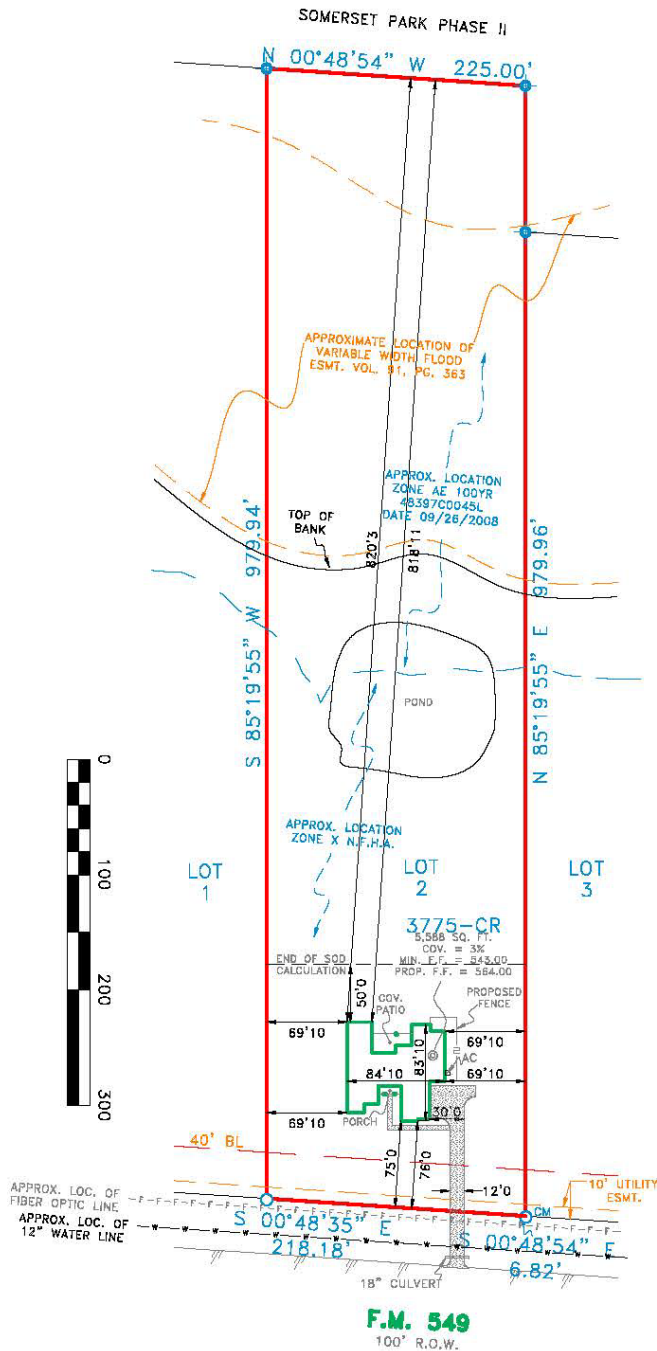 SOMERSET PARK PHASE II
N 00°48'54" W 225.00'
APPROXIMATE LOCATION OF
VARIABLE WIDTH FLOOD
ESMT. VOL. 91, PG. 363
APPROX. LOCATION
ZONE AE 100YR
48397C0045L
DATE 09/26/2008
TOP OF
BANK
820'3
818'11
S 85°19'55" W 979.94'
N 85°19'55" E 979.96'
POND
0
100
200
300
APPROX. LOCATION
ZONE X N.F.H.A.
LOT
1
LOT
2
LOT
3
3775-CR
5,588 SQ. FT.
COV. = 3%
MIN. F.F. = 543.00
PROP. F.F. = 564.00
END OF SOD
CALCULATION
50'0
COV.
PATIO
PROPOSED
FENCE
69'10
69'10
83'10
84'10
AC
69'10
69'10
PORCH
30'0
40' BL
75'0
76'0
12'0
10' UTILITY
ESMT.
APPROX. LOC. OF
FIBER OPTIC LINE
APPROX. LOC. OF
12" WATER LINE
CM
F F F F F F
W W W W W W
S 00°48'35" E
218.18'
S 00°48'54" E
6.82'
18" CULVERT
F.M. 549
100' R.O.W.